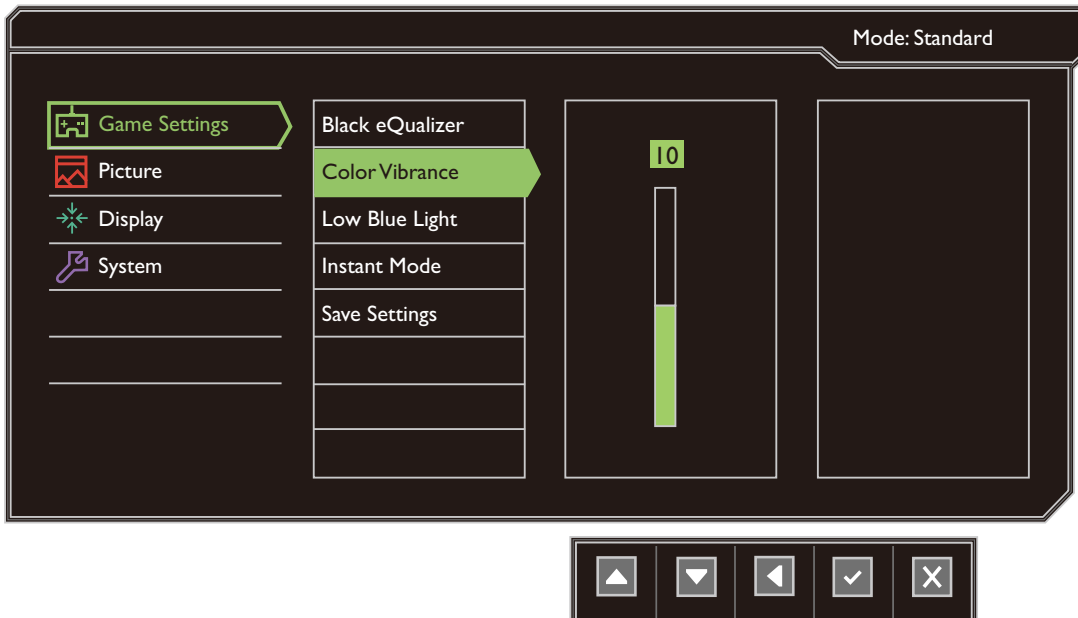 Mode: Standard
Game Settings
Picture
Display
System
Black eQualizer
Color Vibrance
Low Blue Light
Instant Mode
Save Settings
10